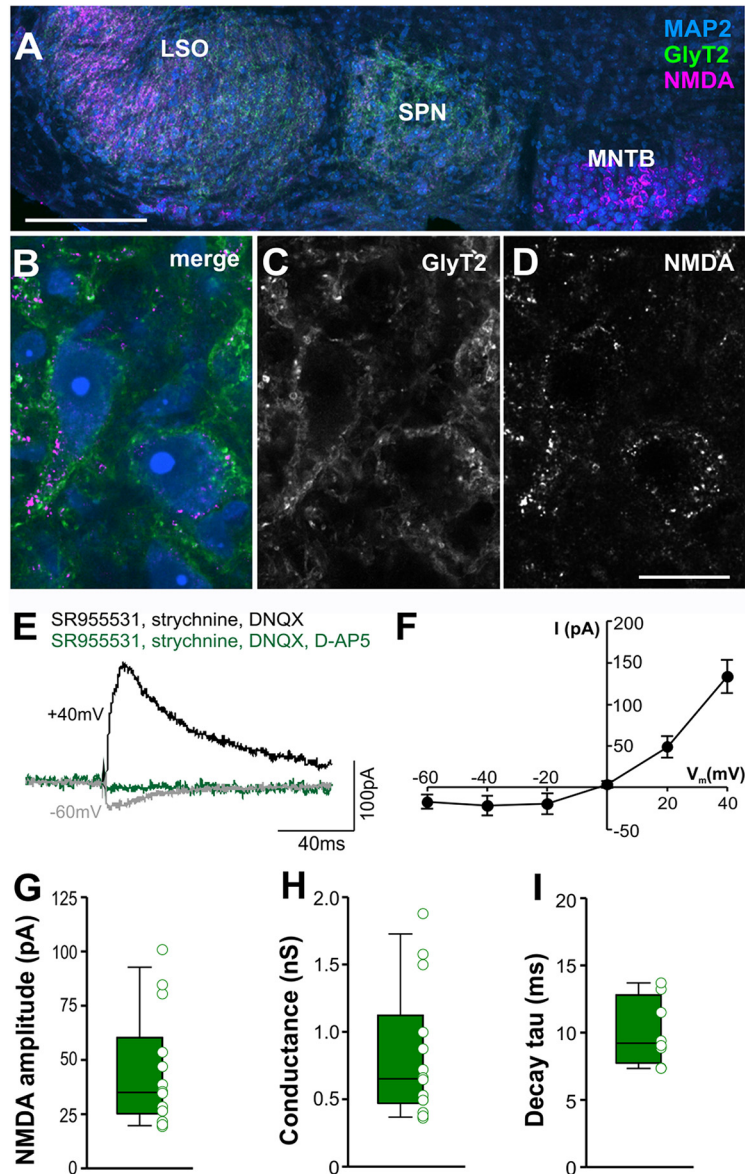 A
LSO
SPN
MNTB
MAP2
GlyT2
NMDA
B
merge
C
GlyT2
D
NMDA
E
SR955531, strychnine, DNQX
SR955531, strychnine, DNQX, D-AP5
+40mV
-60mV
100pA
40ms
F
I (pA)
200
150
100
50
-50
-60
-40
-20
20
40
Vm(mV)
G
NMDA amplitude (pA)
125
100
75
50
25
0
H
Conductance (nS)
2.0
1.5
1.0
0.5
0
I
Decay tau (ms)
20
15
10
5
0